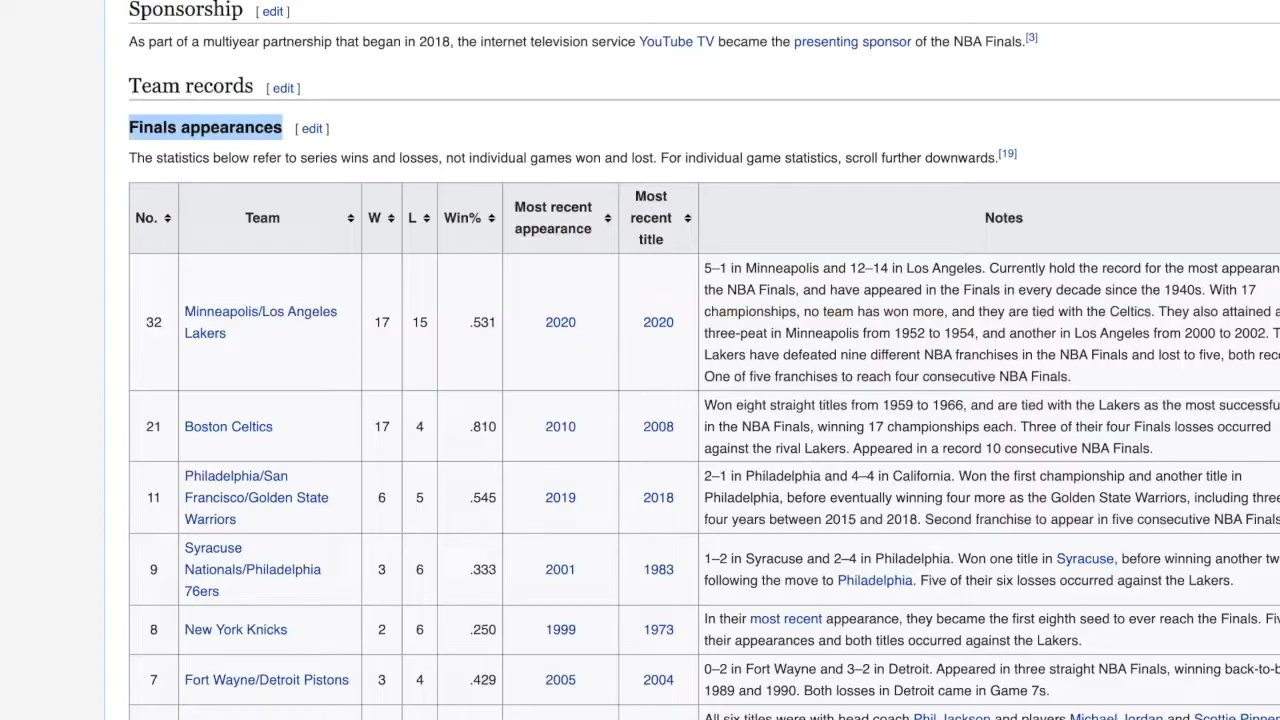 Sponsorship [ edit ]
As part of a multiyear partnership that began in 2018, the internet television service YouTube TV became the presenting sponsor of the NBA Finals.[3]
Team records [ edit ]
Finals appearances [ edit ]
The statistics below refer to series wins and losses, not individual games won and lost. For individual game statistics, scroll further downwards.[19]
No. Team W L Win% Most recent appearance Most recent title Notes
32 Minneapolis/Los Angeles Lakers 17 15 .531 2020 2020
5–1 in Minneapolis and 12–14 in Los Angeles. Currently hold the record for the most appearan
the NBA Finals, and have appeared in the Finals in every decade since the 1940s. With 17
championships, no team has won more, and they are tied with the Celtics. They also attained a
three-peat in Minneapolis from 1952 to 1954, and another in Los Angeles from 2000 to 2002. T
Lakers have defeated nine different NBA franchises in the NBA Finals and lost to five, both reco
One of five franchises to reach four consecutive NBA Finals.
21 Boston Celtics 17 4 .810 2010 2008
Won eight straight titles from 1959 to 1966, and are tied with the Lakers as the most successfu
in the NBA Finals, winning 17 championships each. Three of their four Finals losses occurred
against the rival Lakers. Appeared in a record 10 consecutive NBA Finals.
11 Philadelphia/San Francisco/Golden State Warriors 6 5 .545 2019 2018
2–1 in Philadelphia and 4–4 in California. Won the first championship and another title in
Philadelphia, before eventually winning four more as the Golden State Warriors, including three
four years between 2015 and 2018. Second franchise to appear in five consecutive NBA Finals
9 Syracuse Nationals/Philadelphia 76ers 3 6 .333 2001 1983
1–2 in Syracuse and 2–4 in Philadelphia. Won one title in Syracuse, before winning another tw
following the move to Philadelphia. Five of their six losses occurred against the Lakers.
8 New York Knicks 2 6 .250 1999 1973
In their most recent appearance, they became the first eighth seed to ever reach the Finals. Fiv
their appearances and both titles occurred against the Lakers.
7 Fort Wayne/Detroit Pistons 3 4 .429 2005 2004
0–2 in Fort Wayne and 3–2 in Detroit. Appeared in three straight NBA Finals, winning back-to-b
1989 and 1990. Both losses in Detroit came in Game 7s.
All six titles were with head coach Phil Jackson and players Michael Jordan and Scottie Pippen